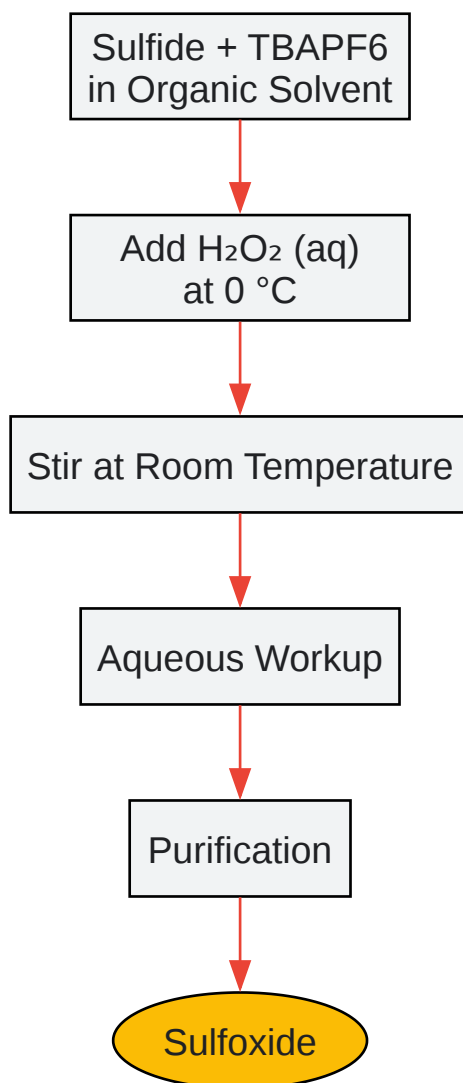 Sulfide + TBAPF6
in Organic Solvent
Add H₂O₂ (aq)
at 0 °C
Stir at Room Temperature
Aqueous Workup
Purification
Sulfoxide